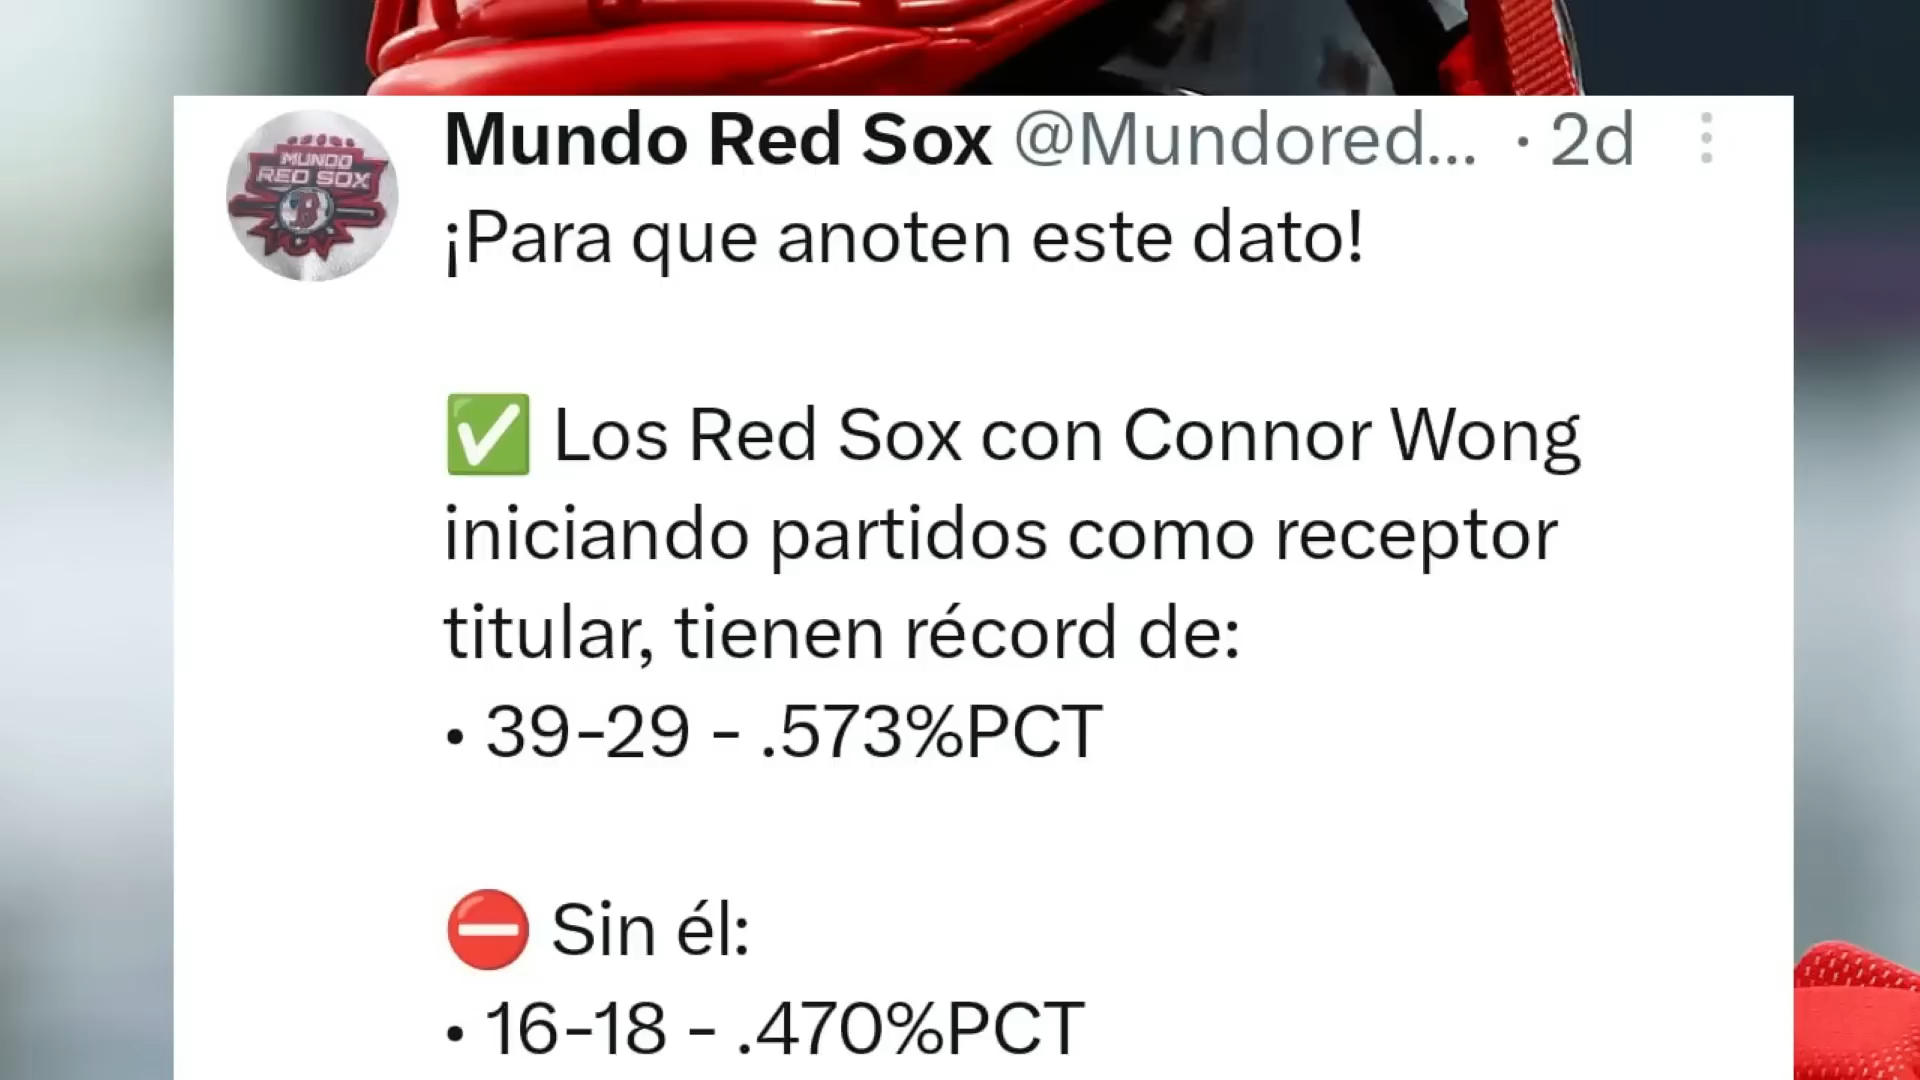 Mundo Red Sox @Mundored... · 2d
MUNDO
RED SOX
B
¡Para que anoten este dato!
✅ Los Red Sox con Connor Wong
iniciando partidos como receptor
titular, tienen récord de:
• 39-29 - .573%PCT
⛔ Sin él:
• 16-18 - .470%PCT